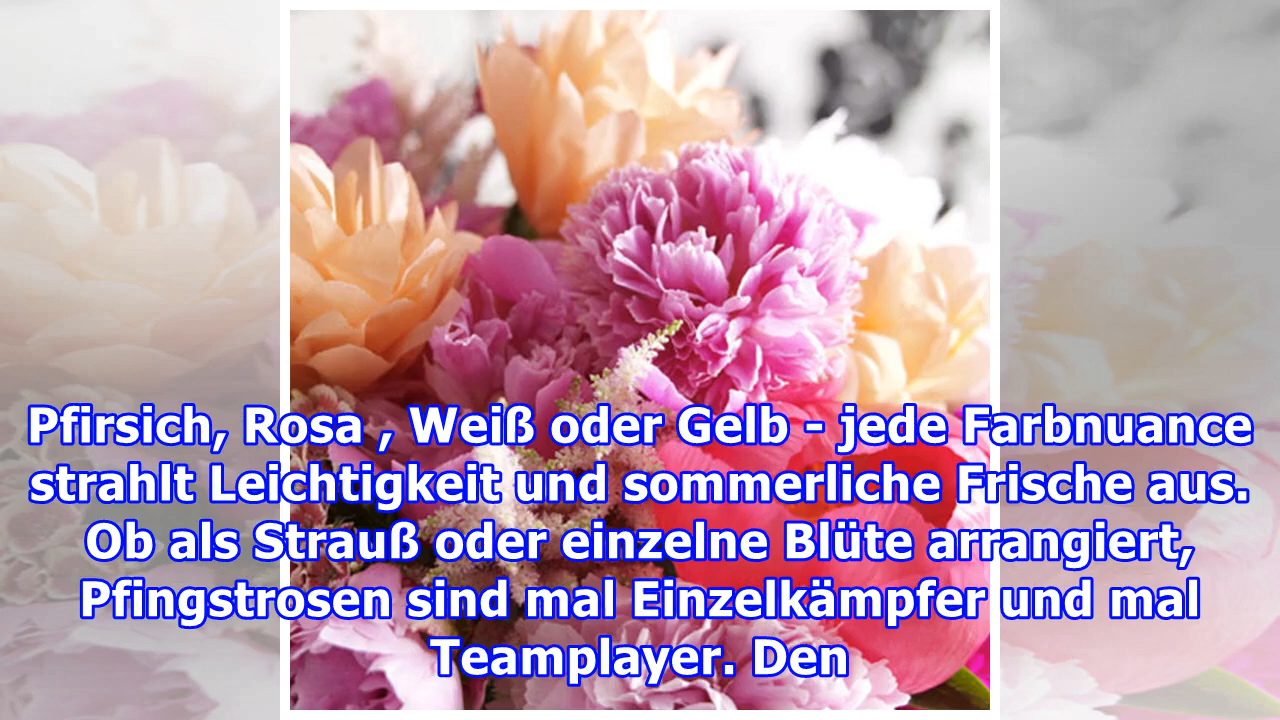 Pfirsich, Rosa , Weiß oder Gelb - jede Farbnuance
strahlt Leichtigkeit und sommerliche Frische aus.
Ob als Strauß oder einzelne Blüte arrangiert,
Pfingstrosen sind mal Einzelkämpfer und mal
Teamplayer. Den